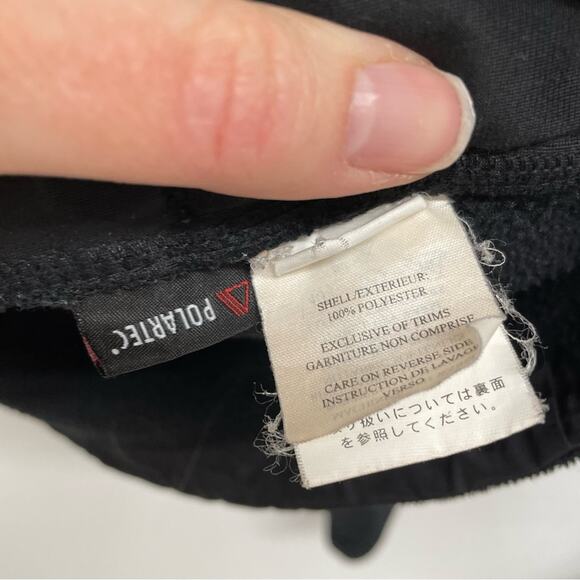 POLARTEC®
SHELL/EXTERIEUR:
100% POLYESTER
EXCLUSIVE OF TRIMS
GARNITURE NON COMPRISE
CARE ON REVERSE SIDE
INSTRUCTION DE LAVAGE
VERSO
り扱いについては裏面
を参照してください。